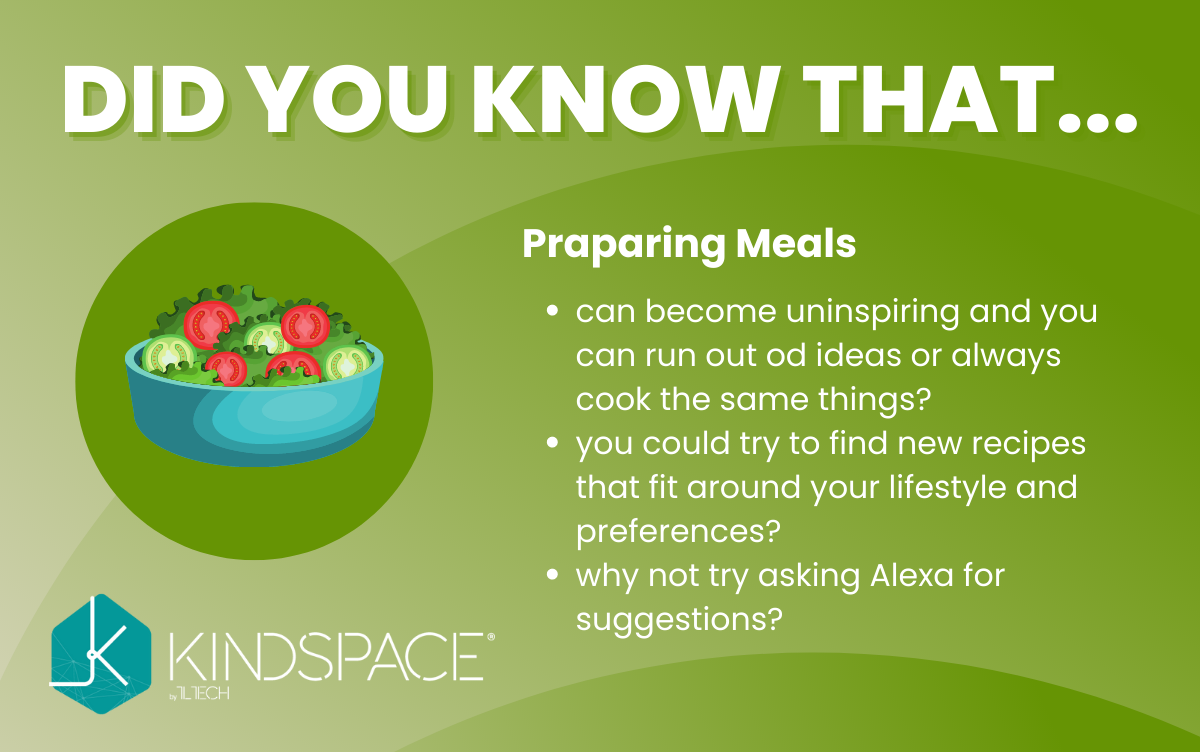 DID YOU KNOW THAT...
Praparing Meals
• can become uninspiring and you
can run out od ideas or always
cook the same things?
• you could try to find new recipes
that fit around your lifestyle and
preferences?
• why not try asking Alexa for
suggestions?
KINDSPACE®
by TLTECH